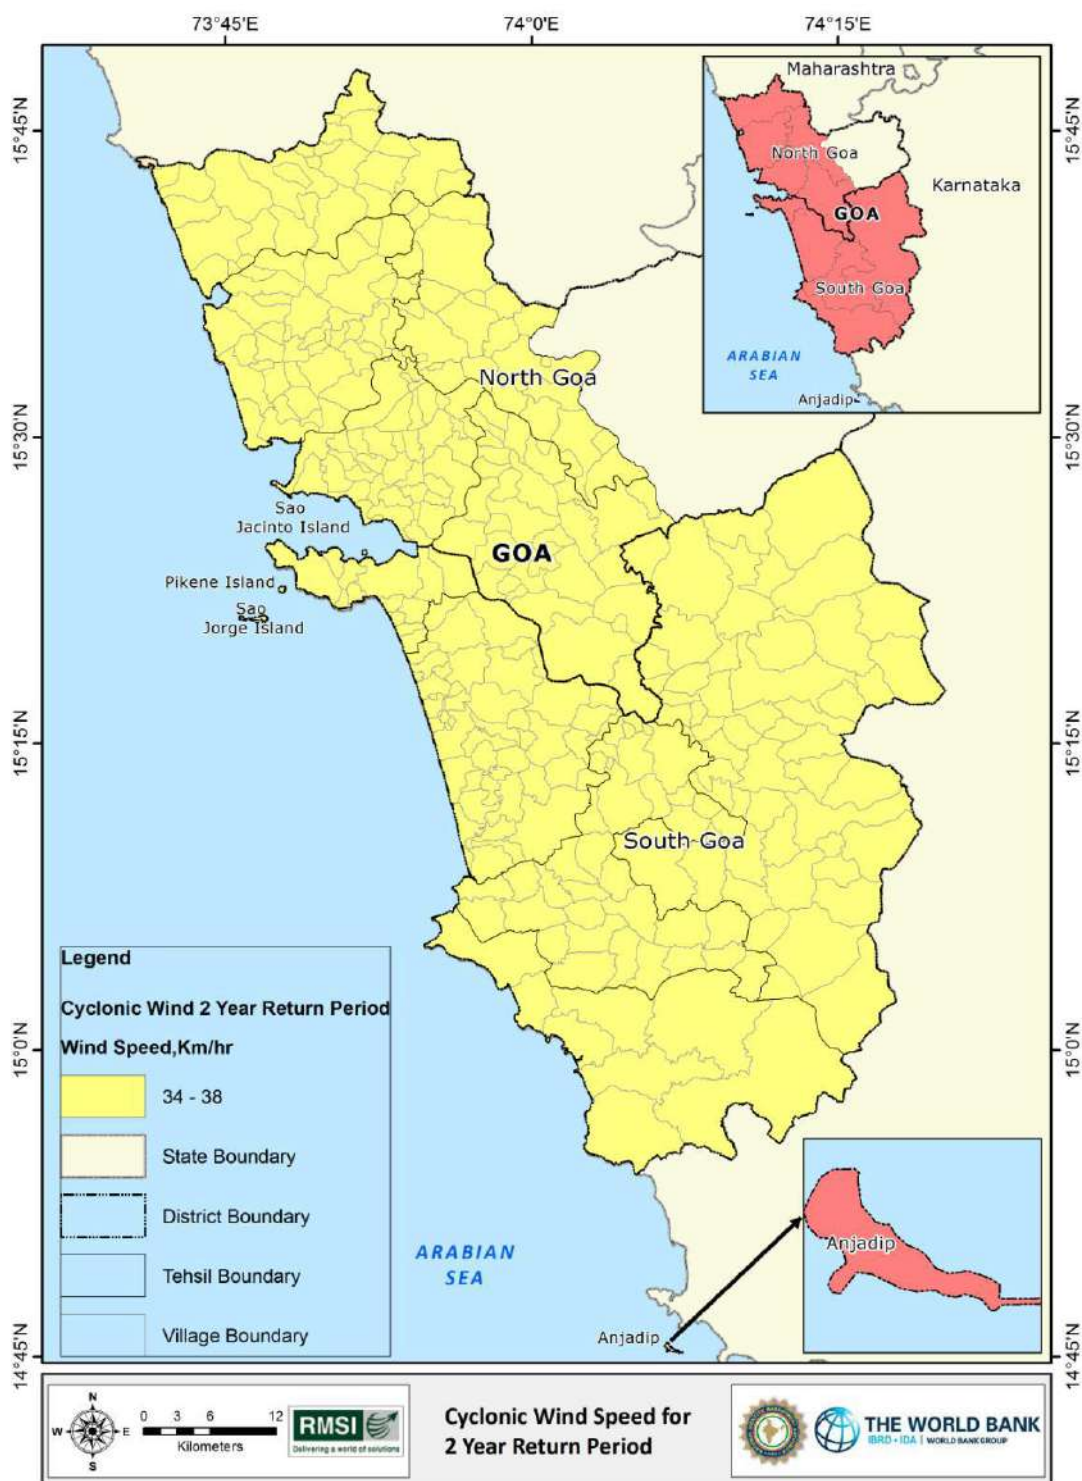 73°45'E
74°0'E
74°15'E
15°45'N
15°30'N
15°15'N
15°0'N
14°45'N
15°45'N
15°30'N
15°15'N
15°0'N
14°45'N
Maharashtra
North Goa
Karnataka
GOA
South Goa
ARABIAN
SEA
Anjadip
North Goa
Sao
Jacinto Island
GOA
Pikene Island
Sao
Jorge Island
South Goa
Legend
Cyclonic Wind 2 Year Return Period
Wind Speed,Km/hr
34 - 38
State Boundary
District Boundary
Tehsil Boundary
Village Boundary
ARABIAN
SEA
Anjadip
Anjadip
N
W
E
S
0 3 6 12
Kilometers
RMSI
Delivering a world of solutions
Cyclonic Wind Speed for
2 Year Return Period
THE WORLD BANK
IBRD • IDA | WORLD BANK GROUP